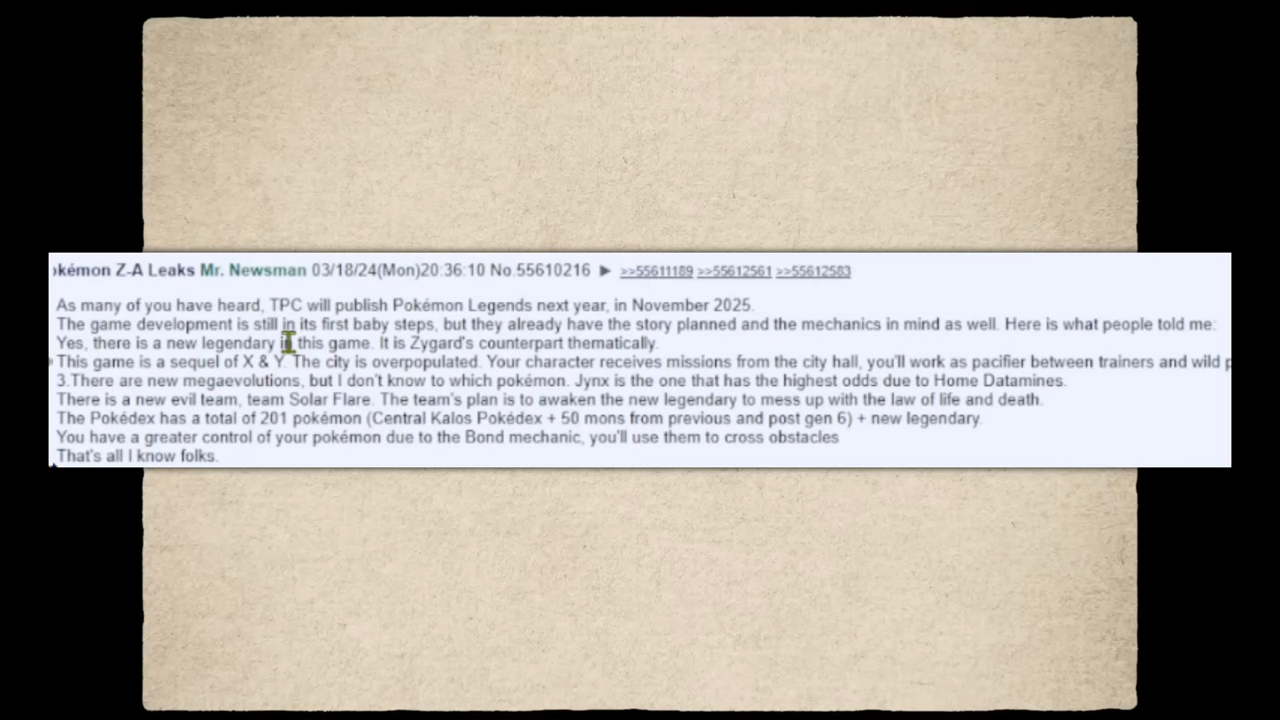 kémon Z-A Leaks Mr. Newsman 03/18/24(Mon)20:36:10 No.55610216 ▶ >>55611189 >>55612561 >>55612583
As many of you have heard, TPC will publish Pokémon Legends next year, in November 2025.
The game development is still in its first baby steps, but they already have the story planned and the mechanics in mind as well. Here is what people told me:
Yes, there is a new legendary in this game. It is Zygard's counterpart thematically.
This game is a sequel of X & Y. The city is overpopulated. Your character receives missions from the city hall, you'll work as pacifier between trainers and wild p
3.There are new megaevolutions, but I don't know to which pokémon. Jynx is the one that has the highest odds due to Home Datamines.
There is a new evil team, team Solar Flare. The team's plan is to awaken the new legendary to mess up with the law of life and death.
The Pokédex has a total of 201 pokémon (Central Kalos Pokédex + 50 mons from previous and post gen 6) + new legendary.
You have a greater control of your pokémon due to the Bond mechanic, you'll use them to cross obstacles
That's all I know folks.